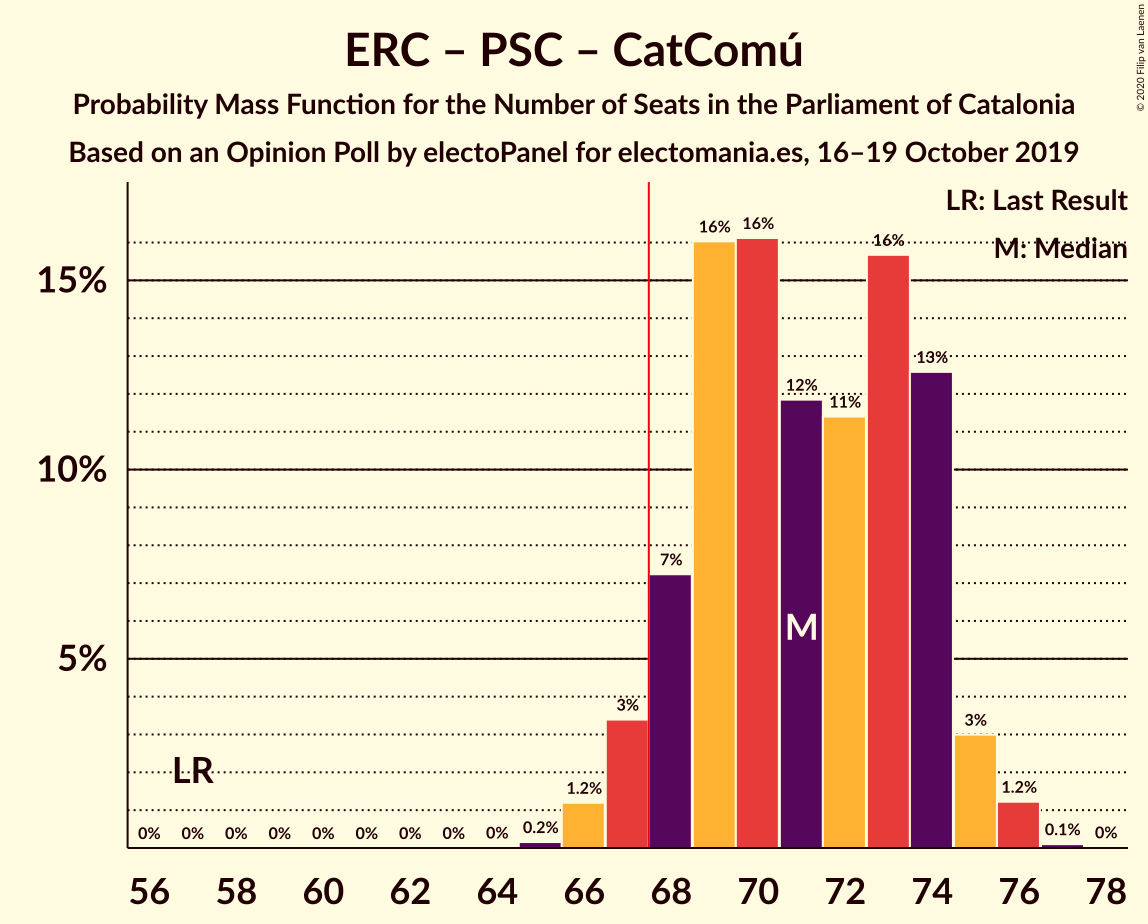 ERC – PSC – CatComú
Probability Mass Function for the Number of Seats in the Parliament of Catalonia
Based on an Opinion Poll by electoPanel for electomania.es, 16–19 October 2019
© 2020 Filip van Laenen
LR: Last Result
M: Median
15%
10%
5%
0% 0% 0% 0% 0% 0% 0% 0% 0% 0.2% 1.2% 3% 7% 16% 16% 12% 11% 16% 13% 3% 1.2% 0.1% 0%
LR
M
56 58 60 62 64 66 68 70 72 74 76 78